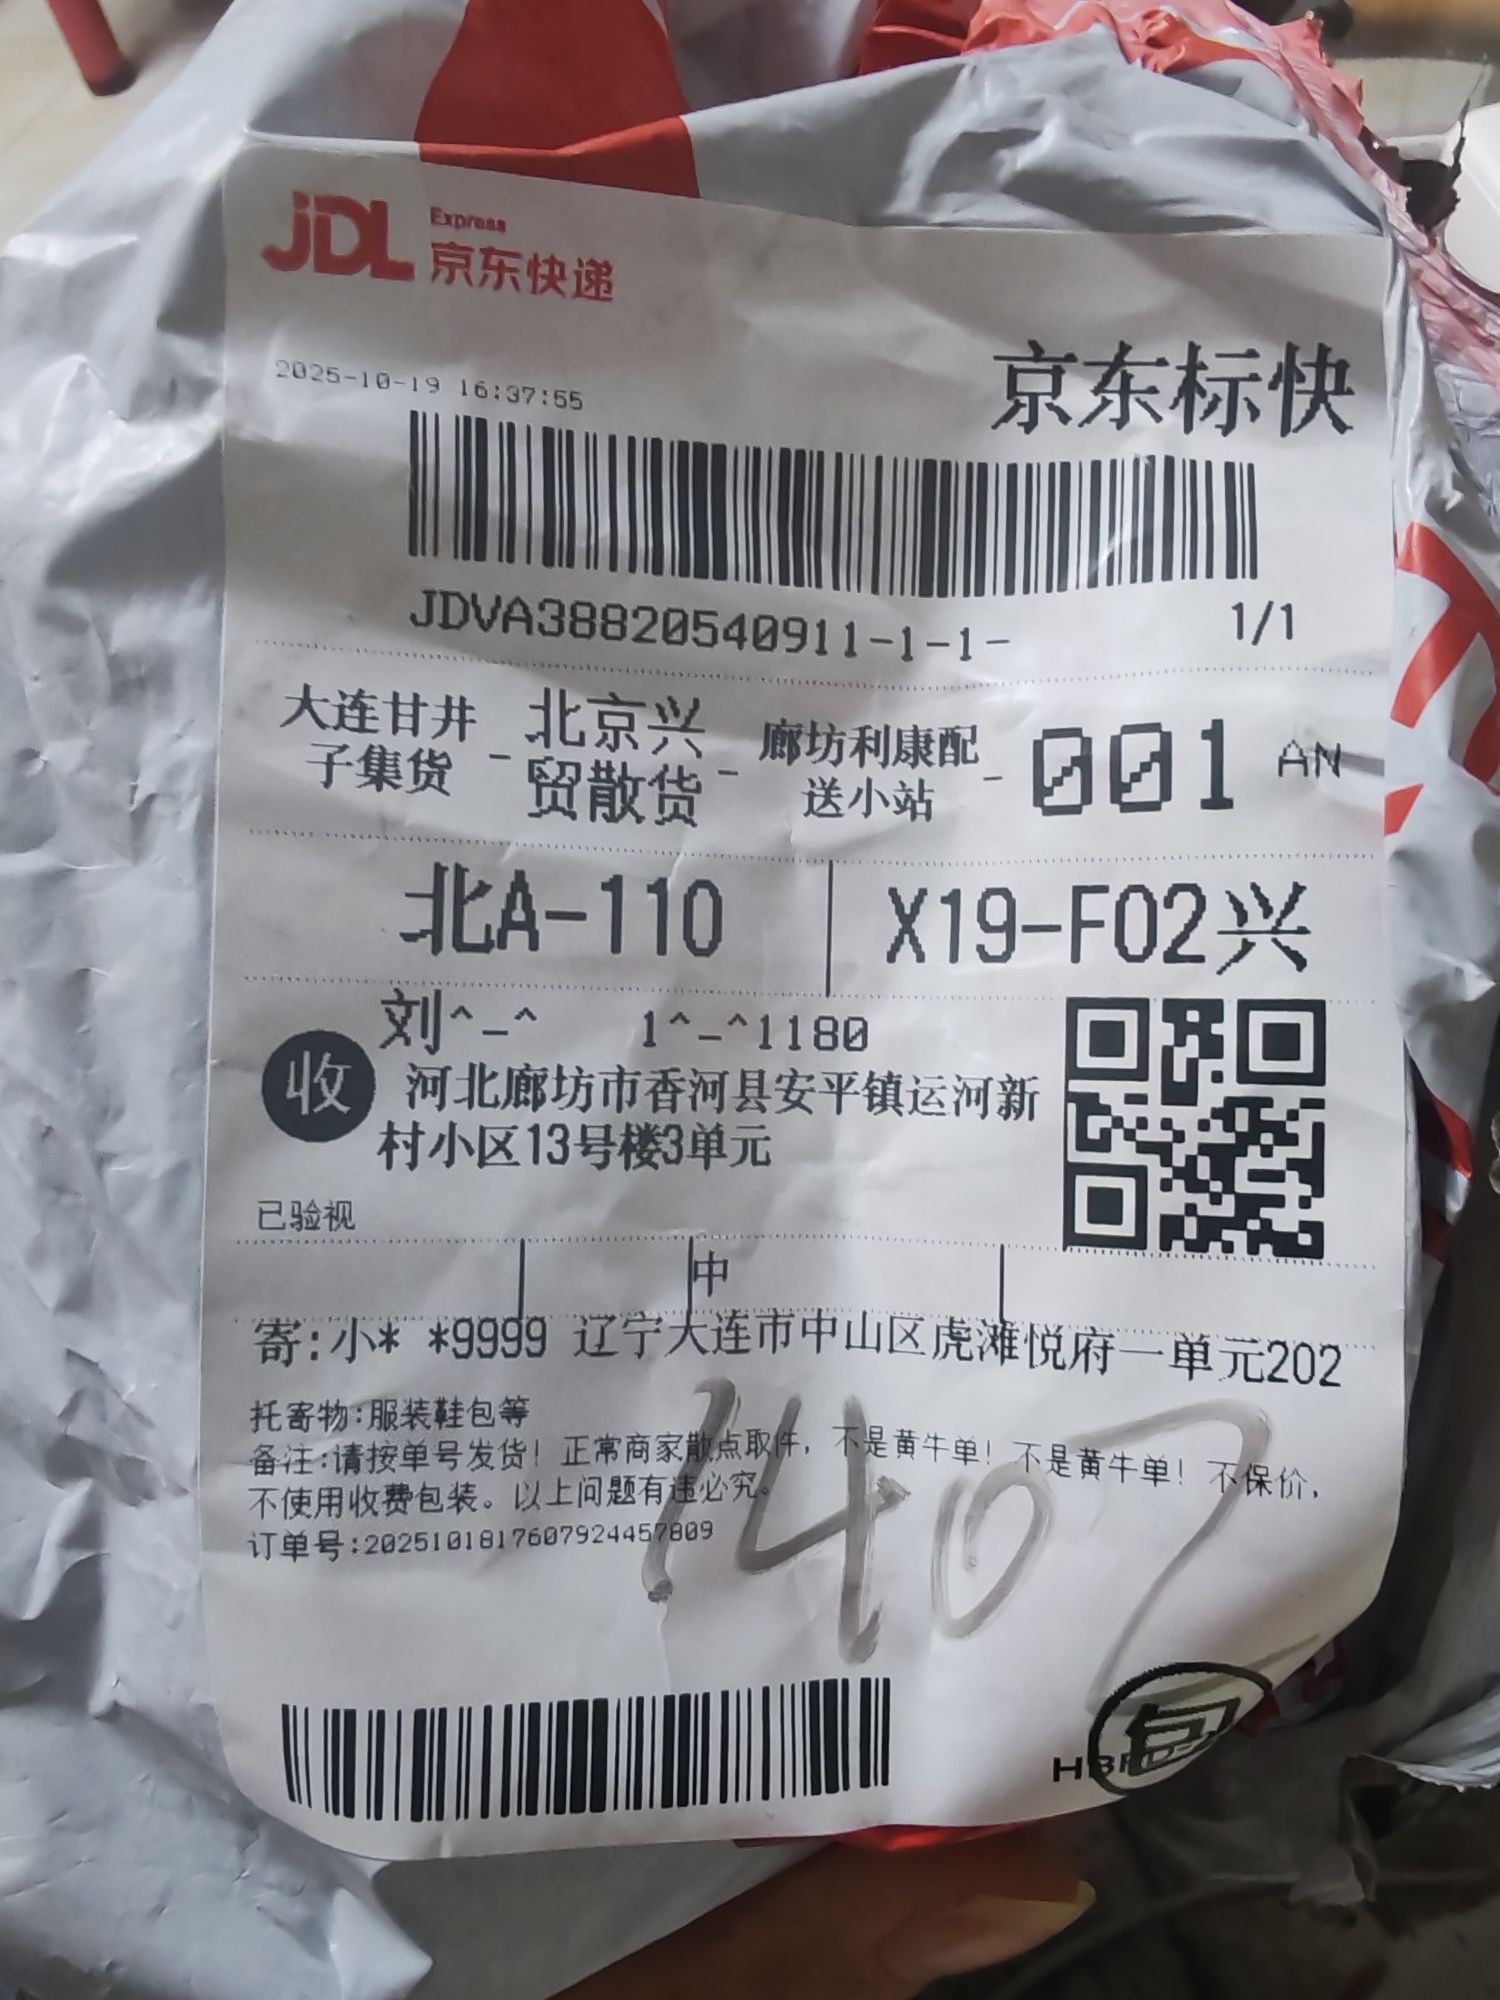 JDL Express
京东快递
2025-10-19 16:37:55
京东标快
JDVA38820540911-1-1-
1/1
大连甘井子集货 - 北京兴贸散货 - 廊坊利康配送小站 - 001 AN
北A-110
X19-F02兴
收
刘^_^ 1^_^1180
河北廊坊市香河县安平镇运河新
村小区13号楼3单元
已验视
中
寄:小* *9999 辽宁大连市中山区虎滩悦府一单元202
托寄物:服装鞋包等
备注:请按单号发货！正常商家散点取件，不是黄牛单！不是黄牛单！不保价，
不使用收费包装。以上问题有违必究。
订单号:20251018176079244578​09
1407
包